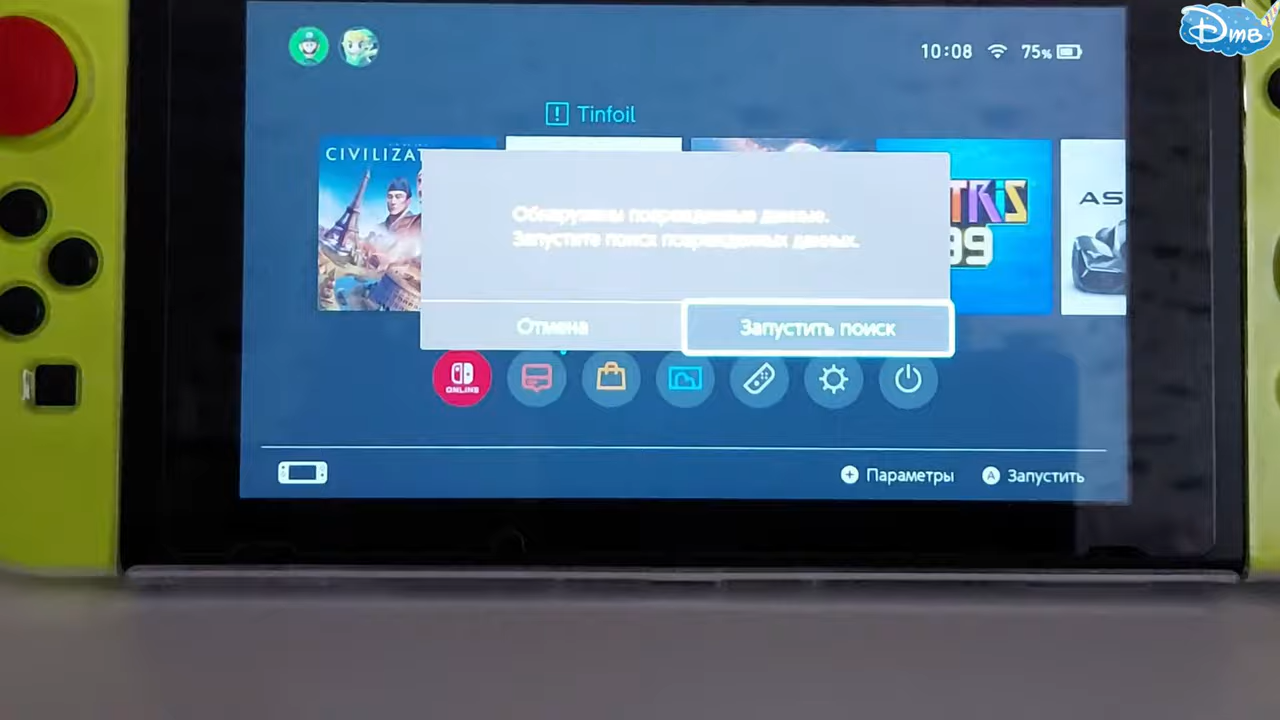 Dmb
10:08 75%
Tinfoil
CIVILIZAT
TRIS
99
AS
Обнаружены поврежденные данные.
Запустите поиск поврежденных данных.
Отмена Запустить поиск
ONLINE
Параметры A Запустить